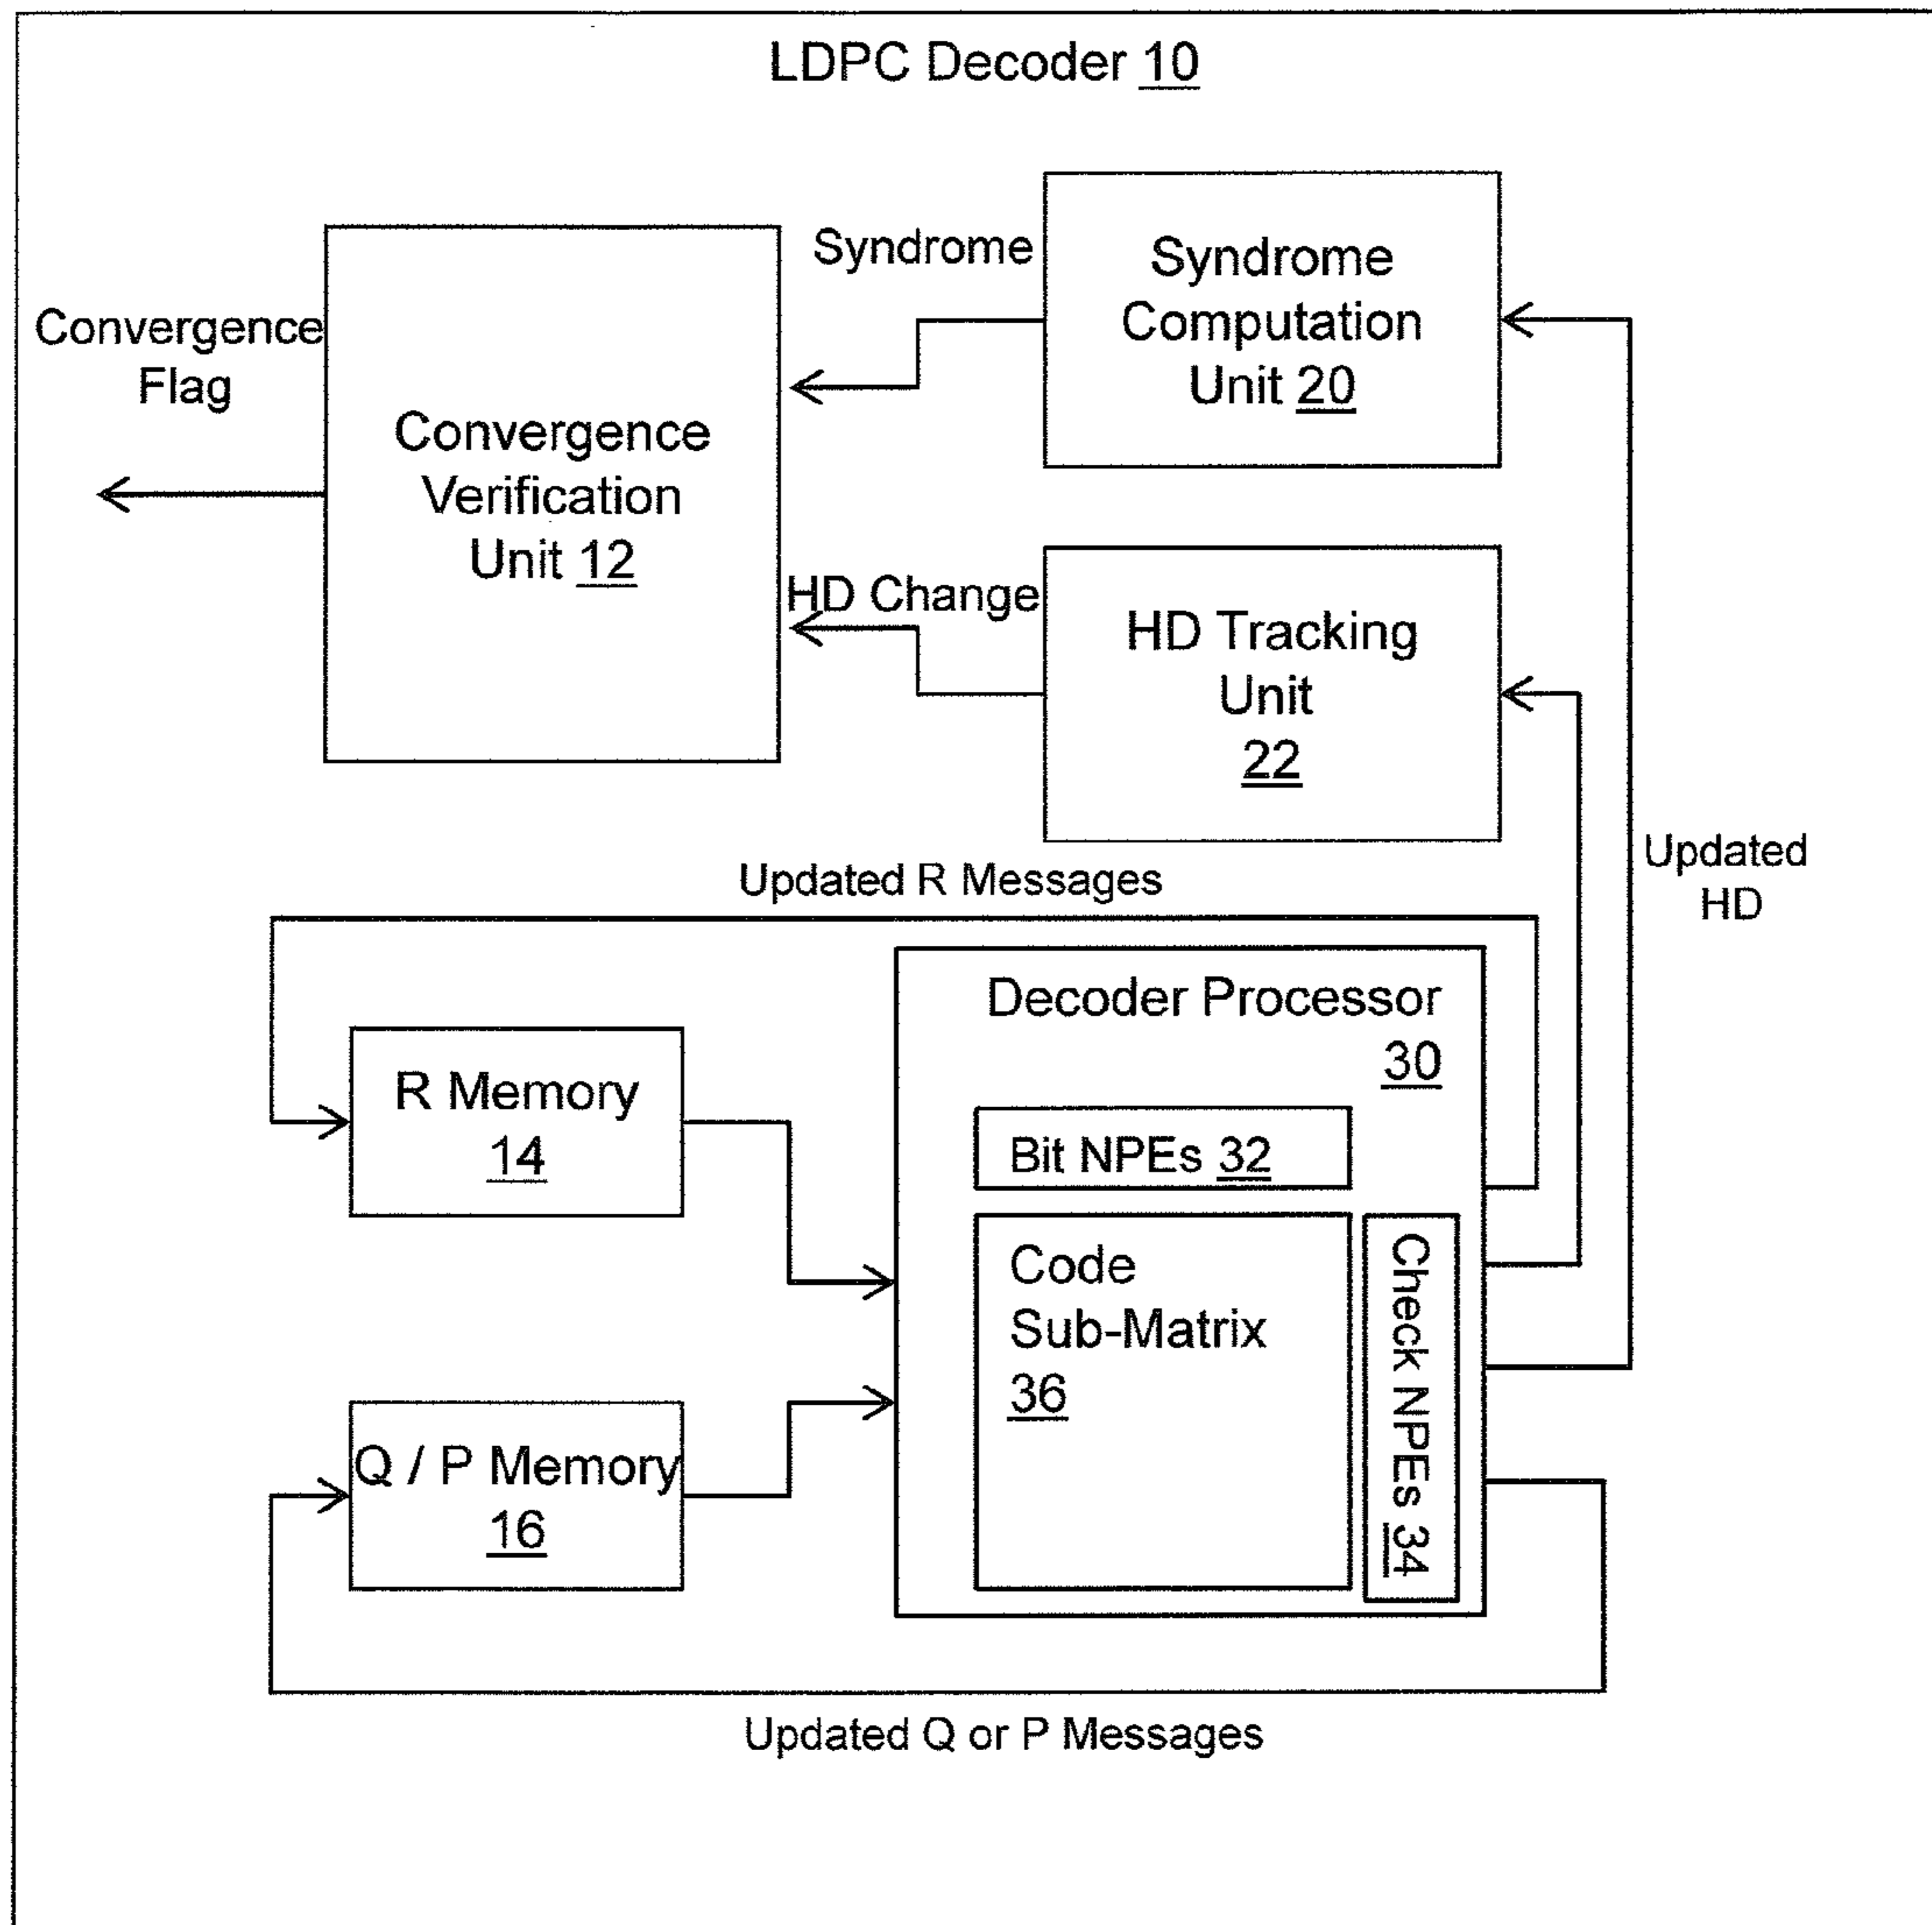 LDPC Decoder 10
Syndrome
Syndrome
Computation
Unit 20
Convergence
Flag
Convergence
Verification
Unit 12
HD Change
HD Tracking
Unit
22
Updated
HD
Updated R Messages
Decoder Processor
30
R Memory
14
Bit NPEs 32
Code
Sub-Matrix
36
Check NPEs 34
Q / P Memory
16
Updated Q or P Messages